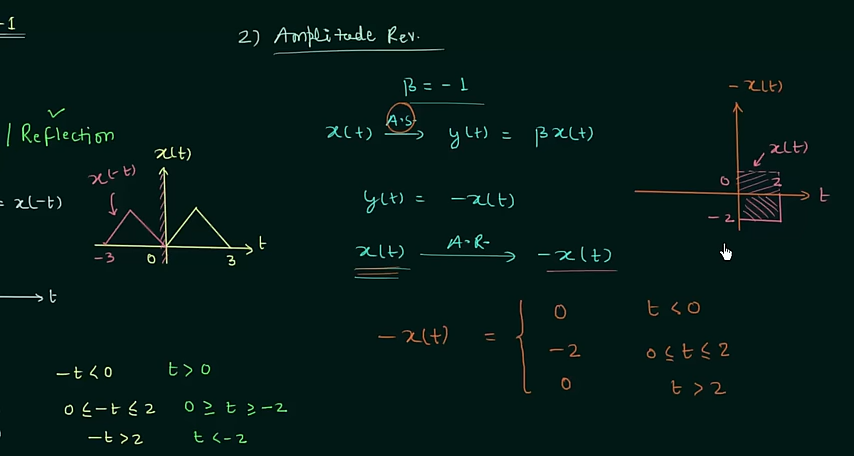 -1
2) Amplitude Rev.
β = -1
/ Reflection
x(t) A.S. → y(t) = βx(t)
= x(-t)
x(-t)
x(t)
-3
0
3
t
y(t) = -x(t)
x(t) A.R. → -x(t)
-x(t)
x(t)
0
2
t
-2
t
-x(t) = { 0 t < 0
-2 0 ≤ t ≤ 2
0 t > 2
-t < 0 t > 0
0 ≤ -t ≤ 2 0 ≥ t ≥ -2
-t > 2 t < -2